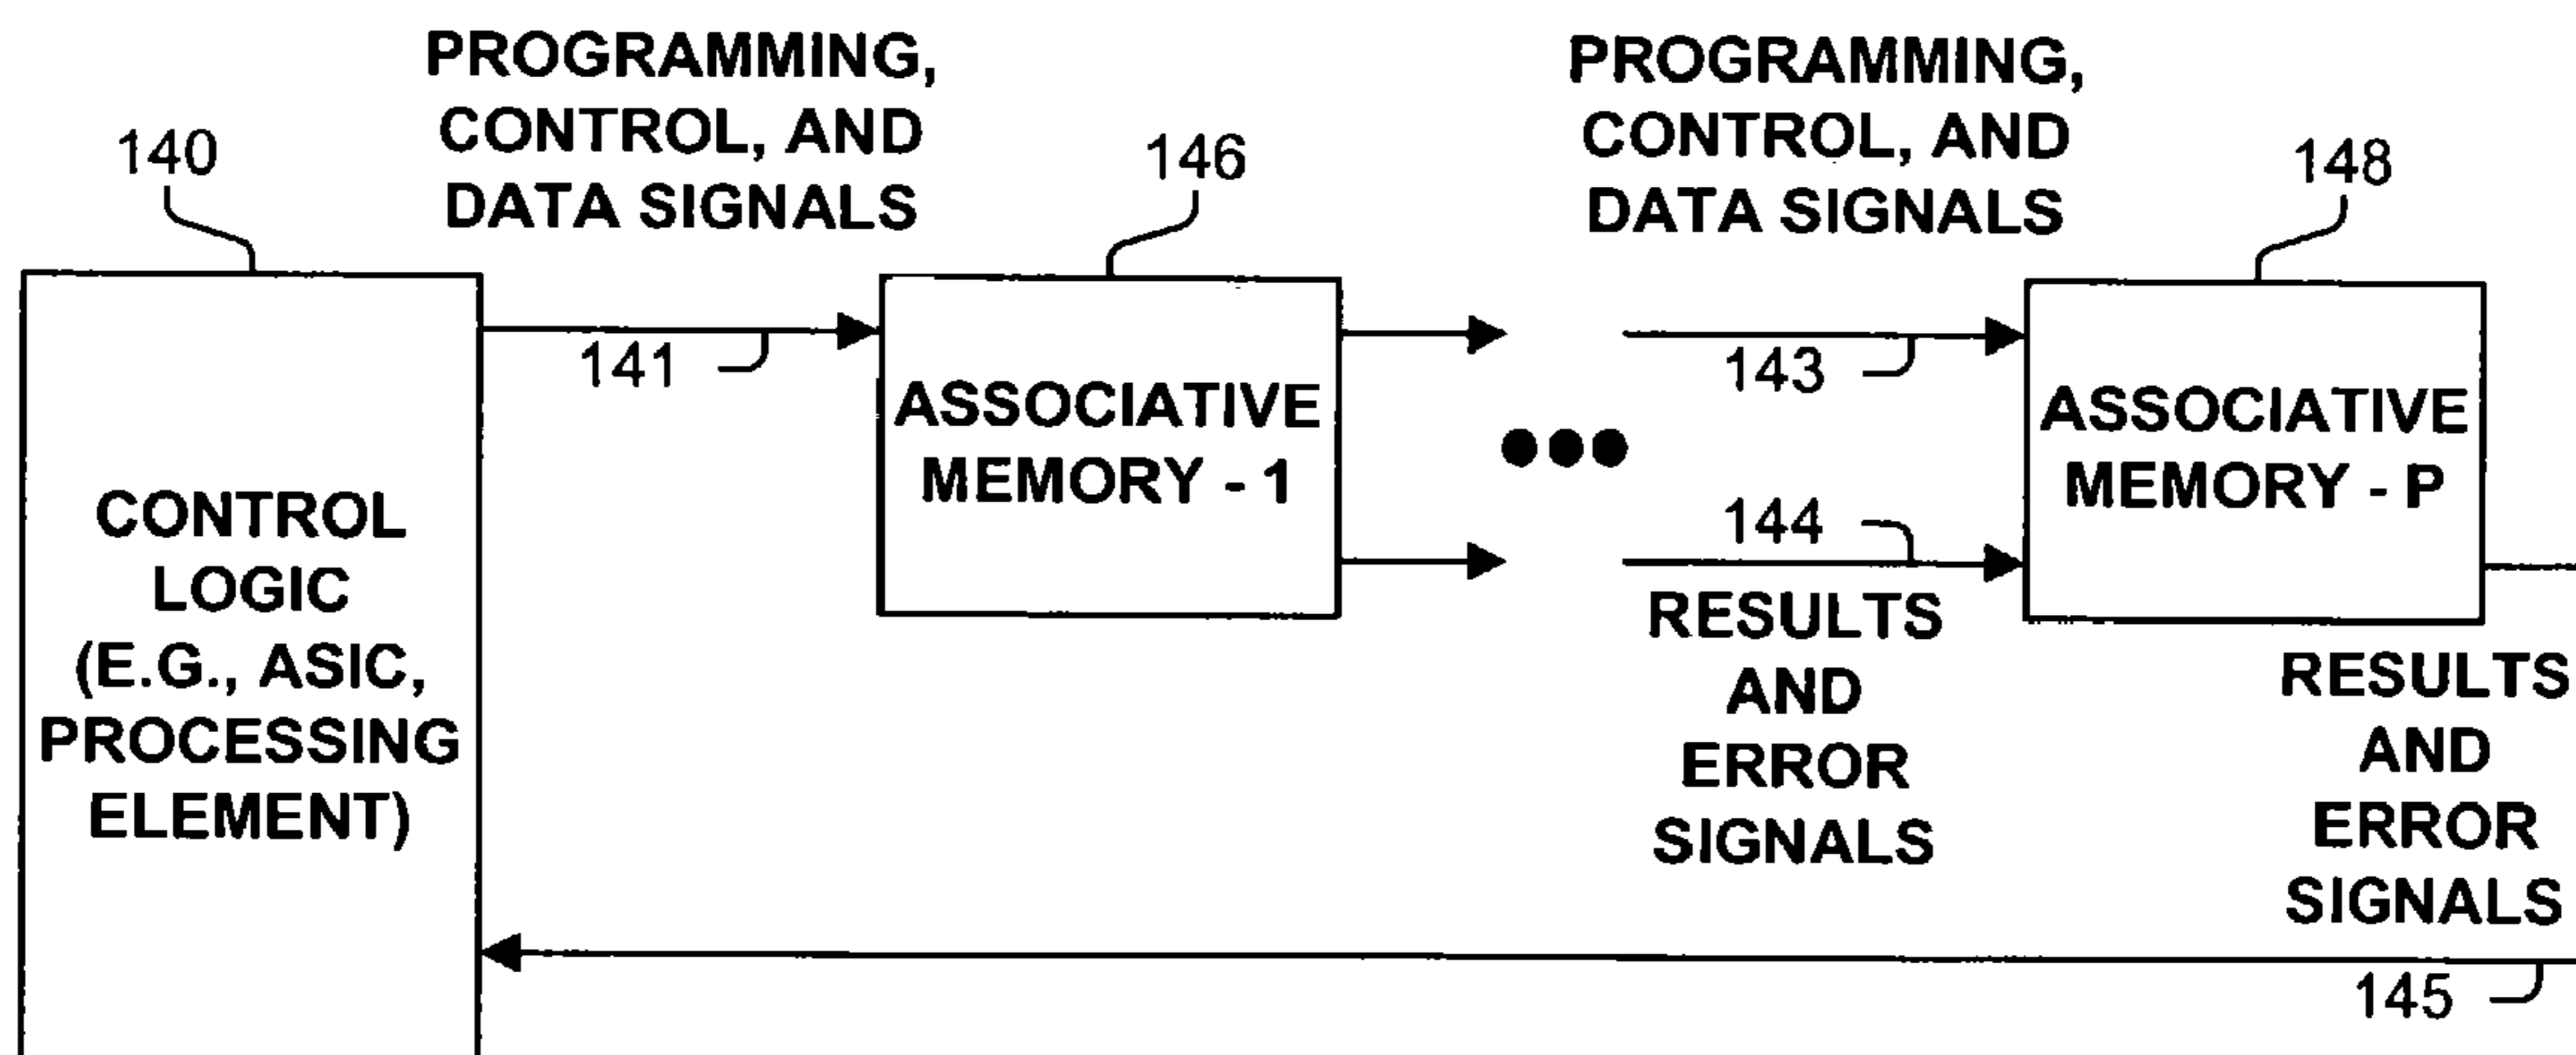 PROGRAMMING,
CONTROL, AND
DATA SIGNALS
PROGRAMMING,
CONTROL, AND
DATA SIGNALS
140
146
148
141
143
ASSOCIATIVE
MEMORY - 1
ASSOCIATIVE
MEMORY - P
CONTROL
LOGIC
(E.G., ASIC,
PROCESSING
ELEMENT)
144
RESULTS
AND
ERROR
SIGNALS
RESULTS
AND
ERROR
SIGNALS
145